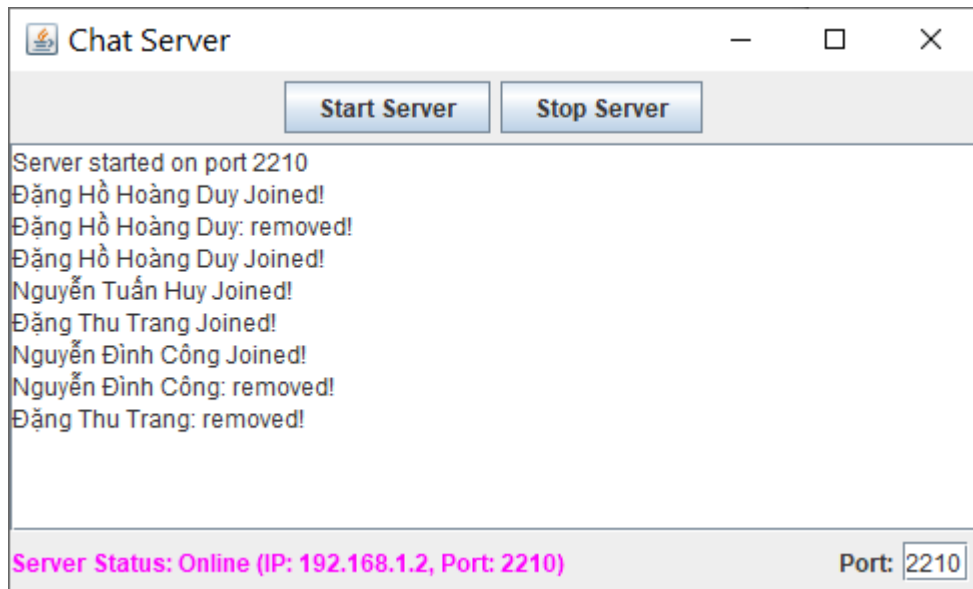 Chat Server
Start Server Stop Server
Server started on port 2210
Đặng Hồ Hoàng Duy Joined!
Đặng Hồ Hoàng Duy: removed!
Đặng Hồ Hoàng Duy Joined!
Nguyễn Tuấn Huy Joined!
Đặng Thu Trang Joined!
Nguyễn Đình Công Joined!
Nguyễn Đình Công: removed!
Đặng Thu Trang: removed!
Server Status: Online (IP: 192.168.1.2, Port: 2210) Port: 2210